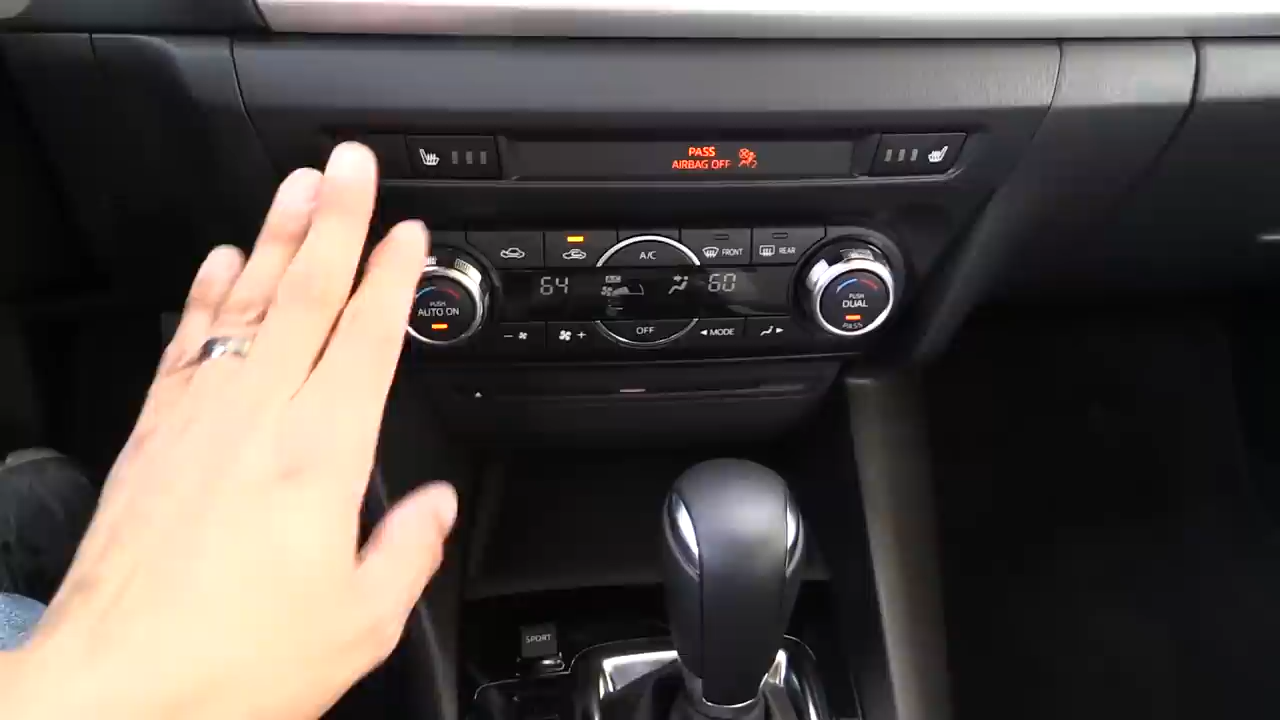 PASS
AIRBAG OFF
A/C
FRONT
REAR
64
60
PUSH
AUTO ON
PUSH
DUAL
PASS
OFF
MODE
SPORT